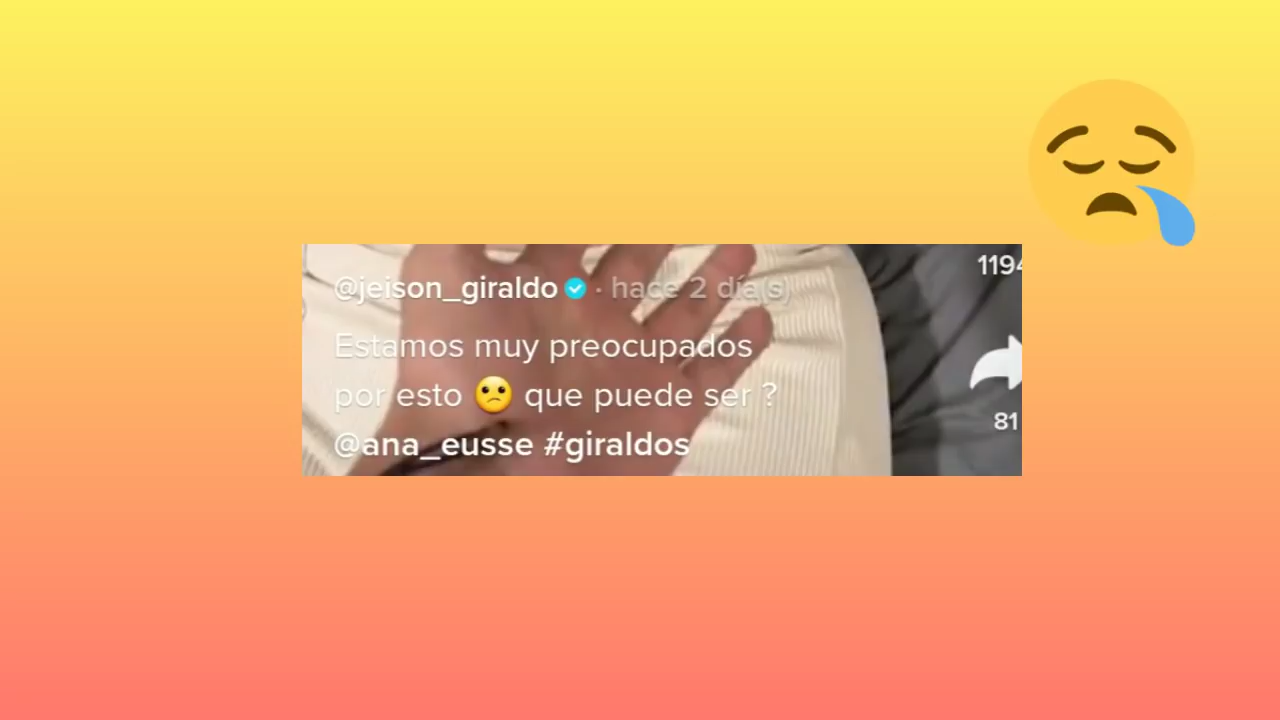 @jeison_giraldo · hace 2 día(s)
1194
Estamos muy preocupados
por esto 😕 que puede ser ?
81
@ana_eusse #giraldos